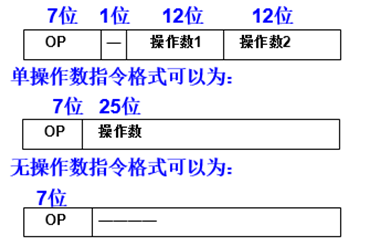 7位 1位 12位 12位
OP — 操作数1 操作数2
单操作数指令格式可以为:
7位 25位
OP 操作数
无操作数指令格式可以为:
7位
OP ————